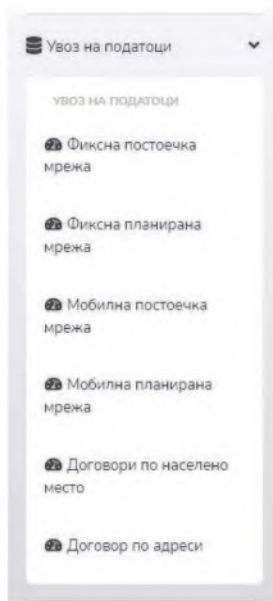 Увоз на податоци
УВОЗ НА ПОДАТОЦИ
Фиксна постоечка
мрежа
Фиксна планирана
мрежа
Мобилна постоечка
мрежа
Мобилна планирана
мрежа
Договори по населено
место
Договор по адреси